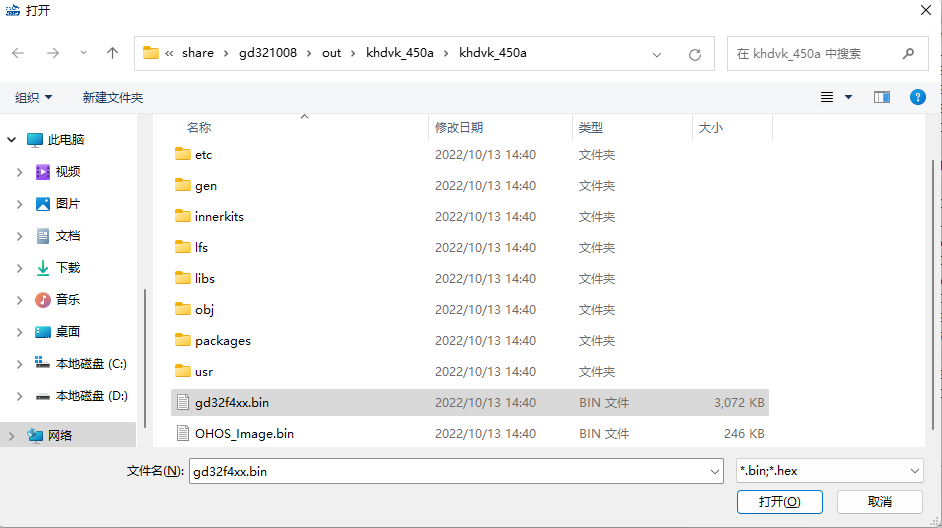 打开
« share › gd321008 › out › khdvk_450a › khdvk_450a
在 khdvk_450a 中搜索
组织 新建文件夹
名称 修改日期 类型 大小
此电脑
视频
图片
文档
下载
音乐
桌面
本地磁盘 (C:)
本地磁盘 (D:)
网络
etc 2022/10/13 14:40 文件夹
gen 2022/10/13 14:40 文件夹
innerkits 2022/10/13 14:40 文件夹
lfs 2022/10/13 14:40 文件夹
libs 2022/10/13 14:40 文件夹
obj 2022/10/13 14:40 文件夹
packages 2022/10/13 14:40 文件夹
usr 2022/10/13 14:40 文件夹
gd32f4xx.bin 2022/10/13 14:40 BIN 文件 3,072 KB
OHOS_Image.bin 2022/10/13 14:40 BIN 文件 246 KB
文件名(N): gd32f4xx.bin *.bin;*.hex
打开(O) 取消